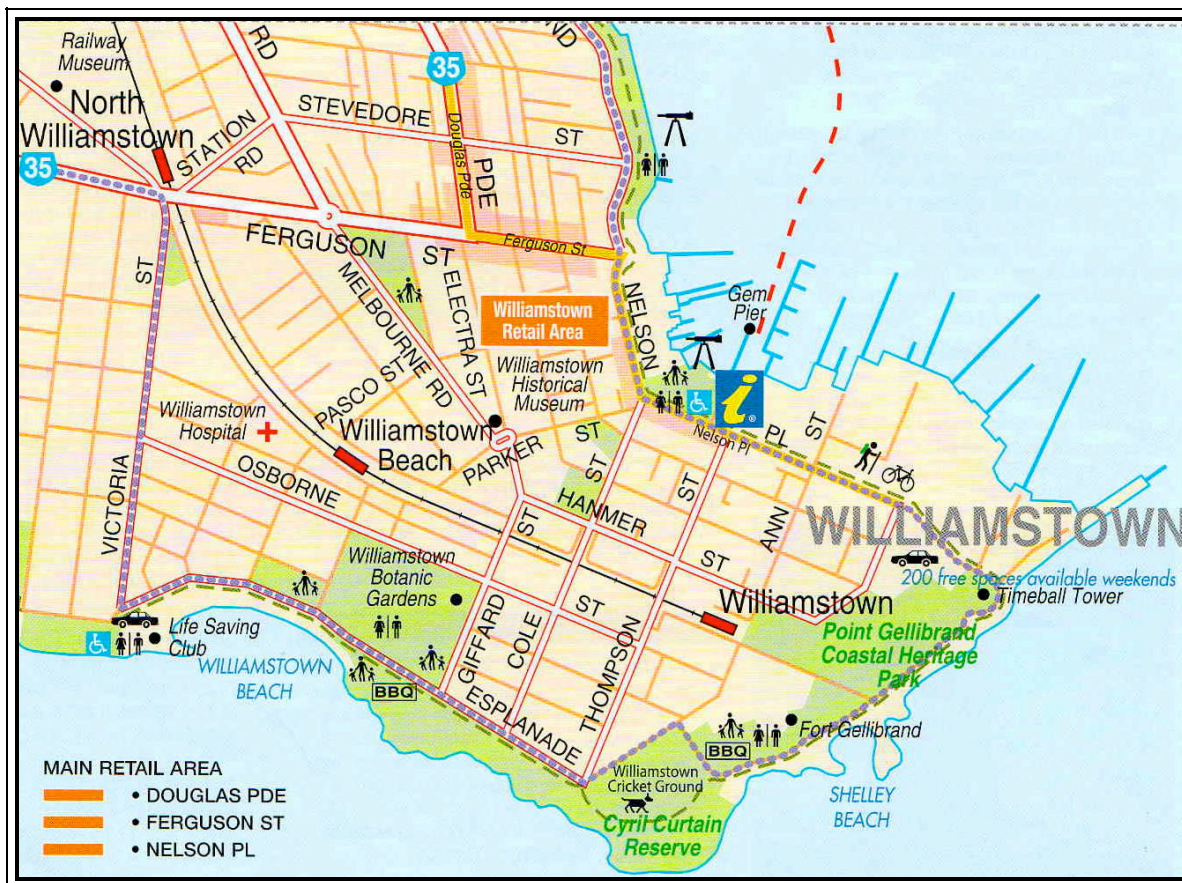 Railway
Museum
North
Williamstown
STATION
RD
RD
35
STEVEDORE
ST
Douglas Pde
PDE
ND
35
FERGUSON
ST
Ferguson St
ST
MELBOURNE RD
ELECTRA ST
Williamstown
Retail Area
NELSON
Gem
Pier
Williamstown
Historical
Museum
PASCO ST
Williamstown
Hospital
Williamstown
Beach
PARKER
ST
i
Nelson Pl
PL
ST
VICTORIA
OSBORNE
ST
HANMER
ST
ST
ST
ANN
WILLIAMSTOWN
200 free spaces available weekends
Timeball Tower
Williamstown
Botanic
Gardens
GIFFARD
COLE
ST
THOMPSON
Williamstown
Point Gellibrand
Coastal Heritage
Park
Life Saving
Club
WILLIAMSTOWN
BEACH
BBQ
ESPLANADE
BBQ
Fort Gellibrand
Williamstown
Cricket Ground
Cyril Curtain
Reserve
SHELLEY
BEACH
MAIN RETAIL AREA
• DOUGLAS PDE
• FERGUSON ST
• NELSON PL